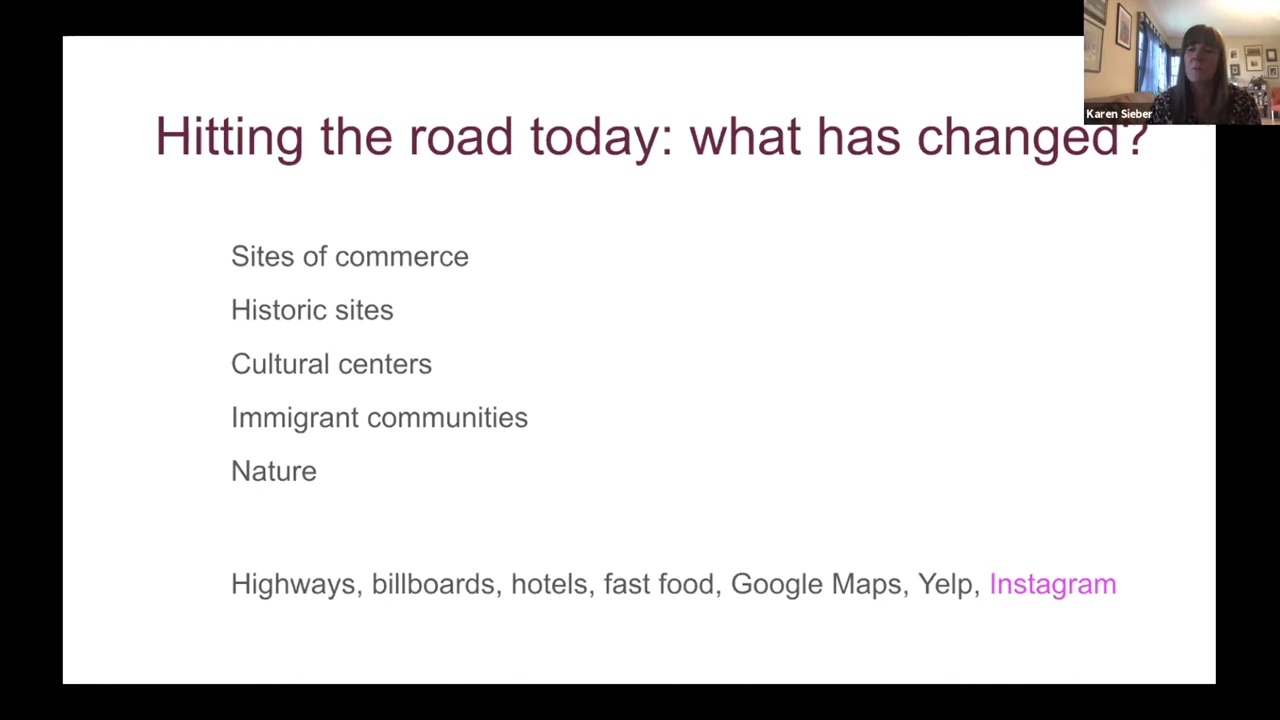 Karen Sieber
Hitting the road today: what has changed?
Sites of commerce
Historic sites
Cultural centers
Immigrant communities
Nature
Highways, billboards, hotels, fast food, Google Maps, Yelp, Instagram